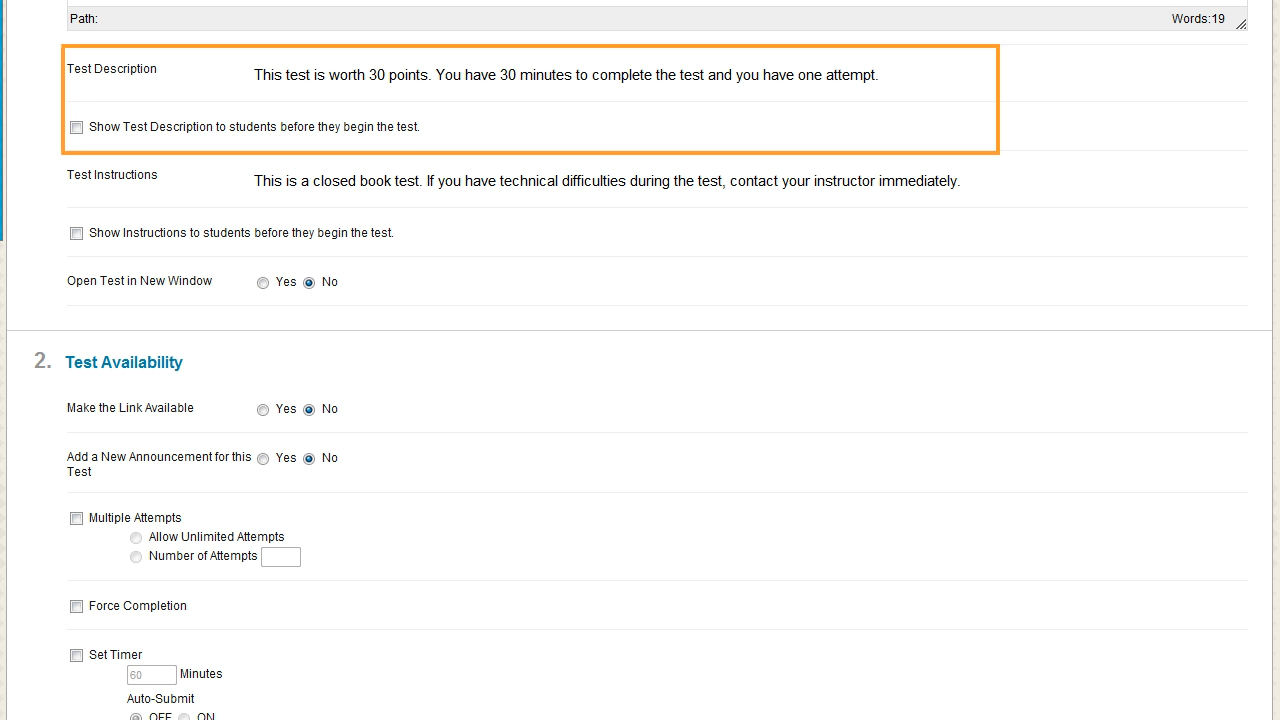 Path: Words:19
Test Description This test is worth 30 points. You have 30 minutes to complete the test and you have one attempt.
Show Test Description to students before they begin the test.
Test Instructions This is a closed book test. If you have technical difficulties during the test, contact your instructor immediately.
Show Instructions to students before they begin the test.
Open Test in New Window Yes No
2. Test Availability
Make the Link Available Yes No
Add a New Announcement for this Yes No
Test
Multiple Attempts
Allow Unlimited Attempts
Number of Attempts
Force Completion
Set Timer
60 Minutes
Auto-Submit
OFF ON